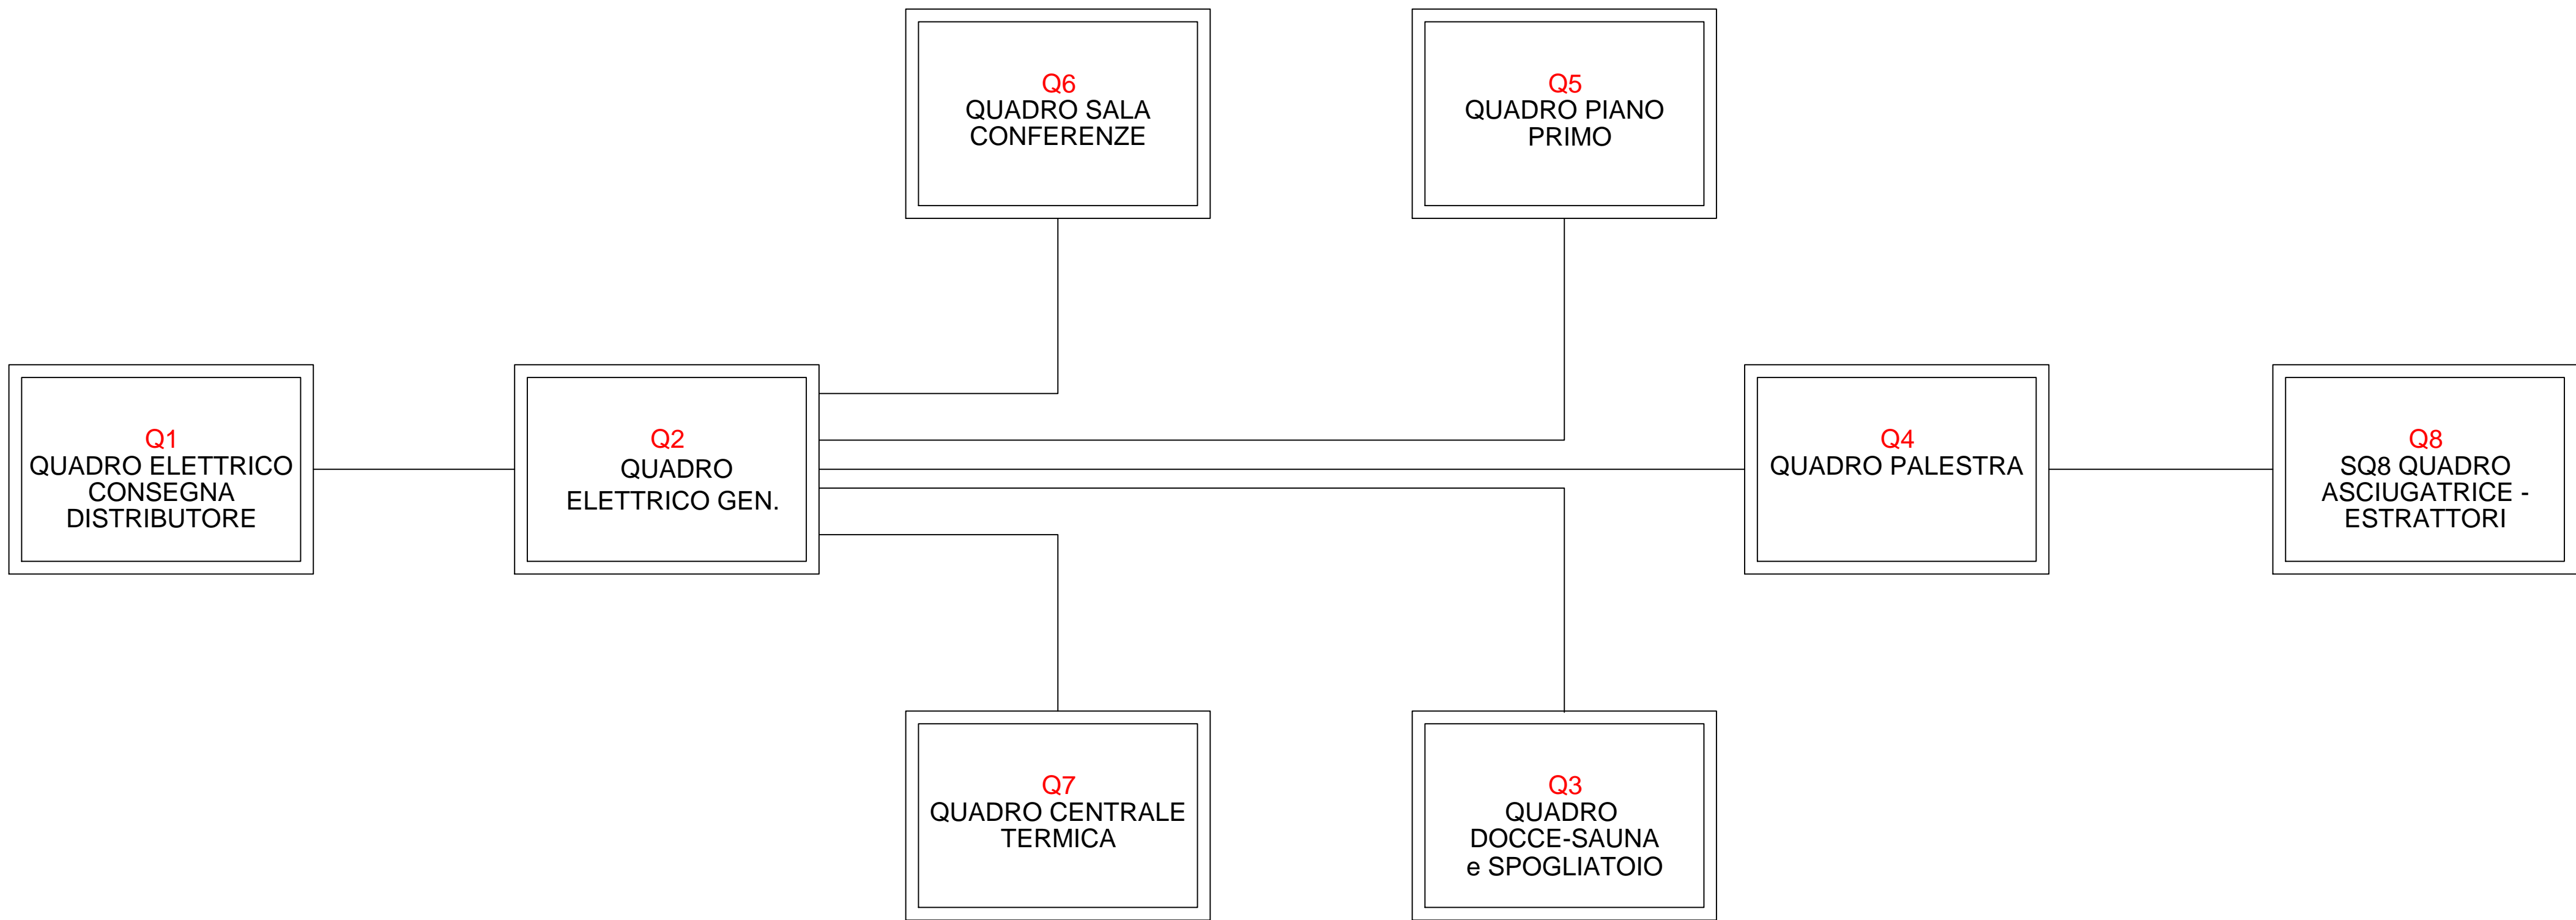 Q6
QUADRO SALA
CONFERENZE
Q5
QUADRO PIANO
PRIMO
Q1
QUADRO ELETTRICO
CONSEGNA
DISTRIBUTORE
Q2
QUADRO
ELETTRICO GEN.
Q4
QUADRO PALESTRA
Q8
SQ8 QUADRO
ASCIUGATRICE -
ESTRATTORI
Q7
QUADRO CENTRALE
TERMICA
Q3
QUADRO
DOCCE-SAUNA
e SPOGLIATOIO